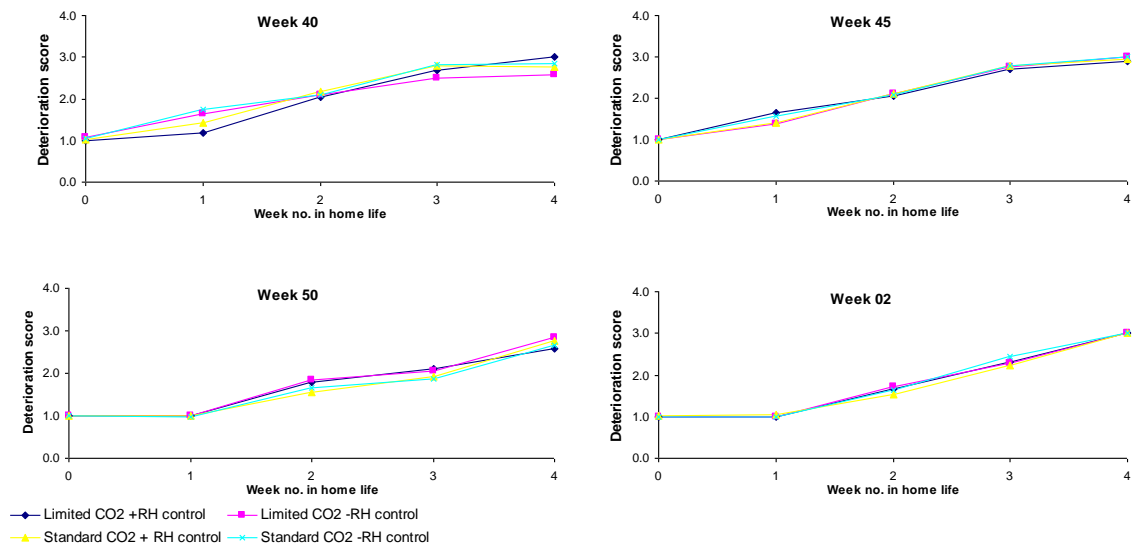 Week 40
Deterioration score
4.0
3.0
2.0
1.0
0.0
0 1 2 3 4
Week no. in home life
Week 45
Deterioration score
4.0
3.0
2.0
1.0
0.0
0 1 2 3 4
Week no. in home life
Week 50
Deterioration score
4.0
3.0
2.0
1.0
0.0
0 1 2 3 4
Week no. in home life
Week 02
Deterioration score
4.0
3.0
2.0
1.0
0.0
0 1 2 3 4
Week no. in home life
Limited CO2 +RH control Limited CO2 -RH control
Standard CO2 + RH control Standard CO2 -RH control